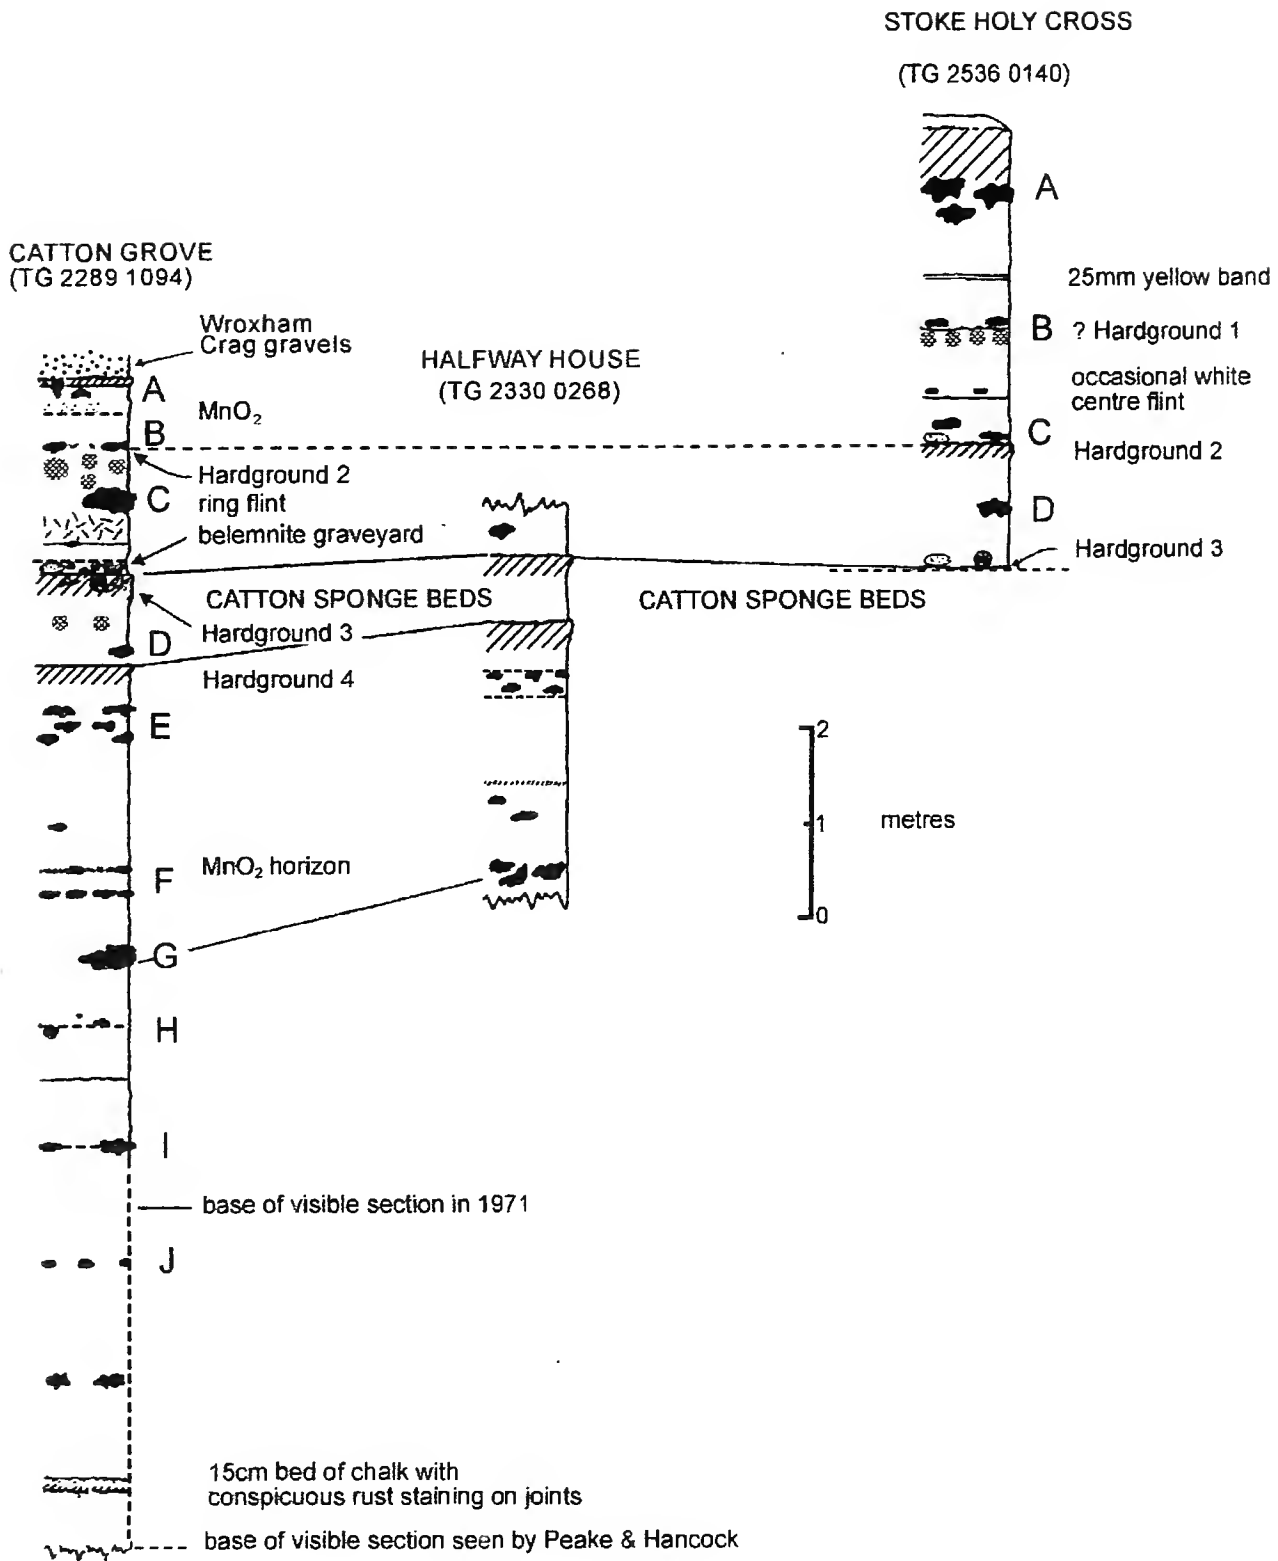 STOKE HOLY CROSS
(TG 2536 0140)
A
25mm yellow band
B
? Hardground 1
occasional white
centre flint
C
Hardground 2
D
Hardground 3
CATTON GROVE
(TG 2289 1094)
Wroxham
Crag gravels
A
MnO₂
B
Hardground 2
C
ring flint
belemnite graveyard
Hardground 3
D
Hardground 4
E
MnO₂ horizon
F
G
H
I
base of visible section in 1971
J
15cm bed of chalk with
conspicuous rust staining on joints
base of visible section seen by Peake & Hancock
HALFWAY HOUSE
(TG 2330 0268)
CATTON SPONGE BEDS
CATTON SPONGE BEDS
2
1
metres
0